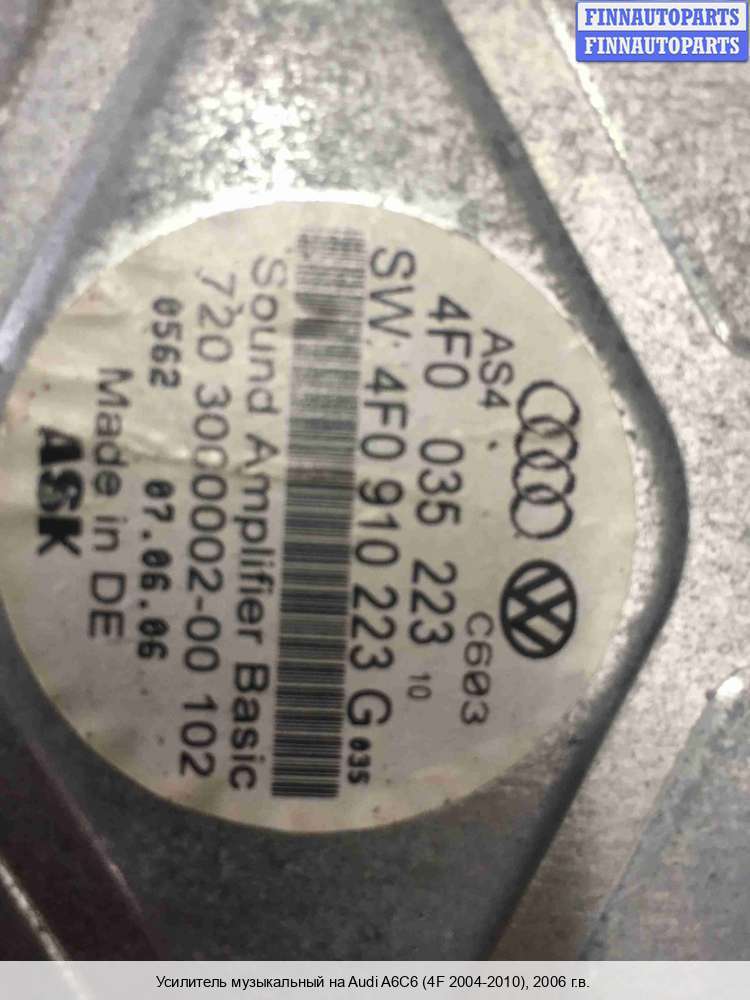 FINNAUTOPARTS
FINNAUTOPARTS
AS4 C603
4F0 035 223 10
SW: 4F0 910 223 G 035
Sound Amplifier Basic
720 3000002-00 102
0562 07.06.06
Made in DE
ASK
Усилитель музыкальный на Audi A6C6 (4F 2004-2010), 2006 г.в.